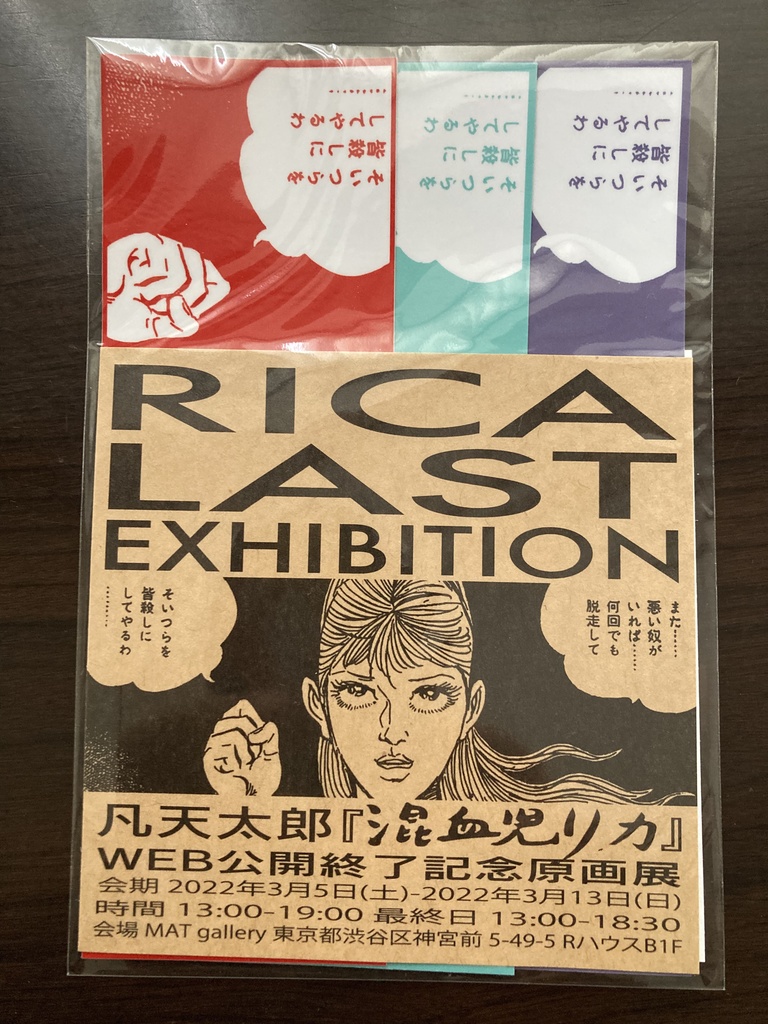 そいつらを
皆殺しに
してやるわ
………
そいつらを
皆殺しに
してやるわ
………
そいつらを
皆殺しに
してやるわ
………
RICA
LAST
EXHIBITION
また……
悪い奴が
いれば……
何回でも
脱走して
そいつらを
皆殺しに
してやるわ
………
凡天太郎『混血児リカ』
WEB公開終了記念原画展
会期 2022年3月5日(土)-2022年3月13日(日)
時間 13:00-19:00 最終日 13:00-18:30
会場 MAT gallery 東京都渋谷区神宮前 5-49-5 RハウスB1F